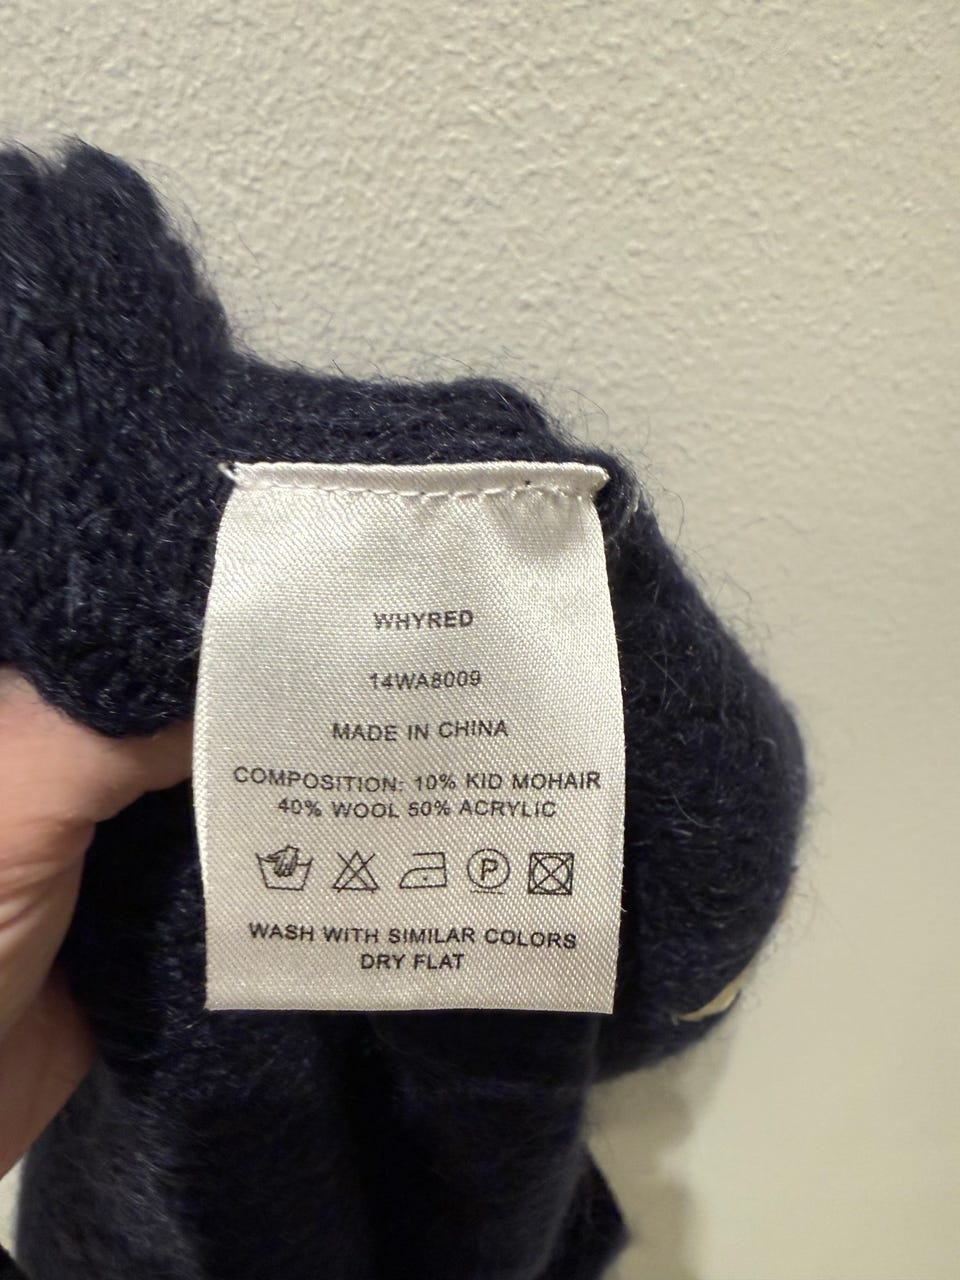 WHYRED
14WA8009
MADE IN CHINA
COMPOSITION: 10% KID MOHAIR
40% WOOL 50% ACRYLIC
P
WASH WITH SIMILAR COLORS
DRY FLAT